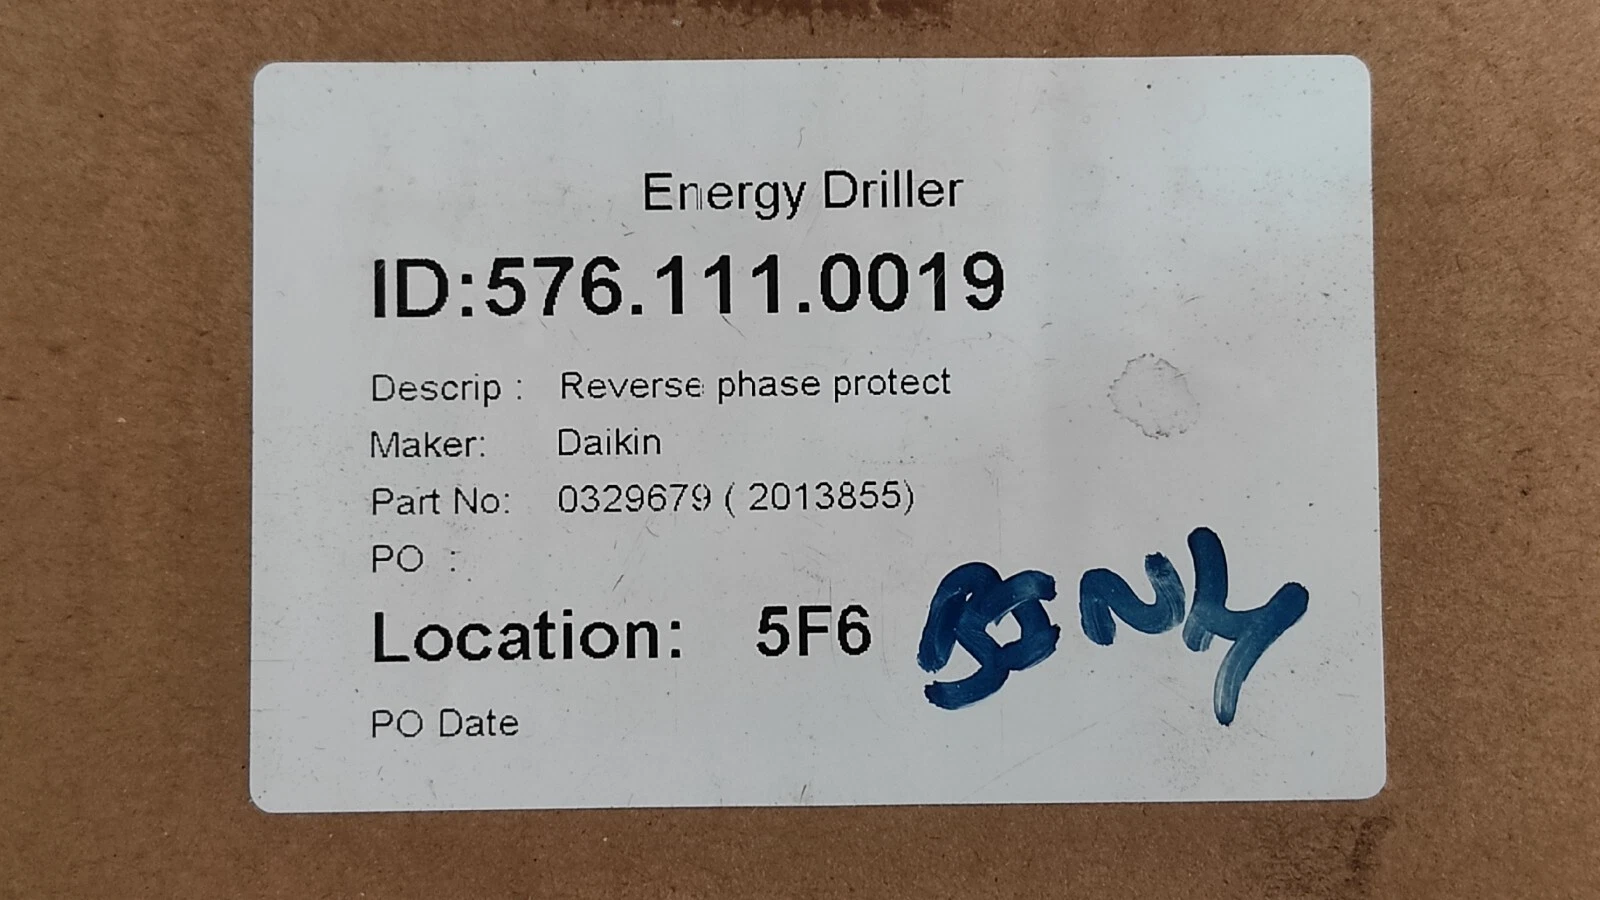 Energy Driller
ID:576.111.0019
Descrip : Reverse phase protect
Maker: Daikin
Part No: 0329679 ( 2013855)
PO :
Location: 5F6
PO Date